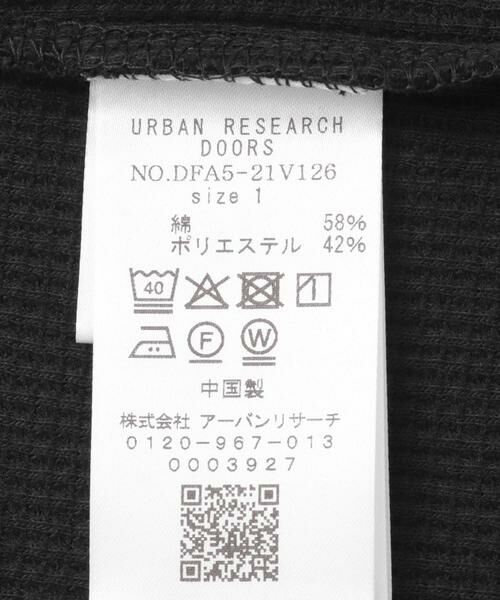 URBAN RESEARCH
DOORS
NO.DFA5-21V126
size 1
綿 58%
ポリエステル 42%
40
F W
中国製
株式会社 アーバンリサーチ
0120-967-013
0003927